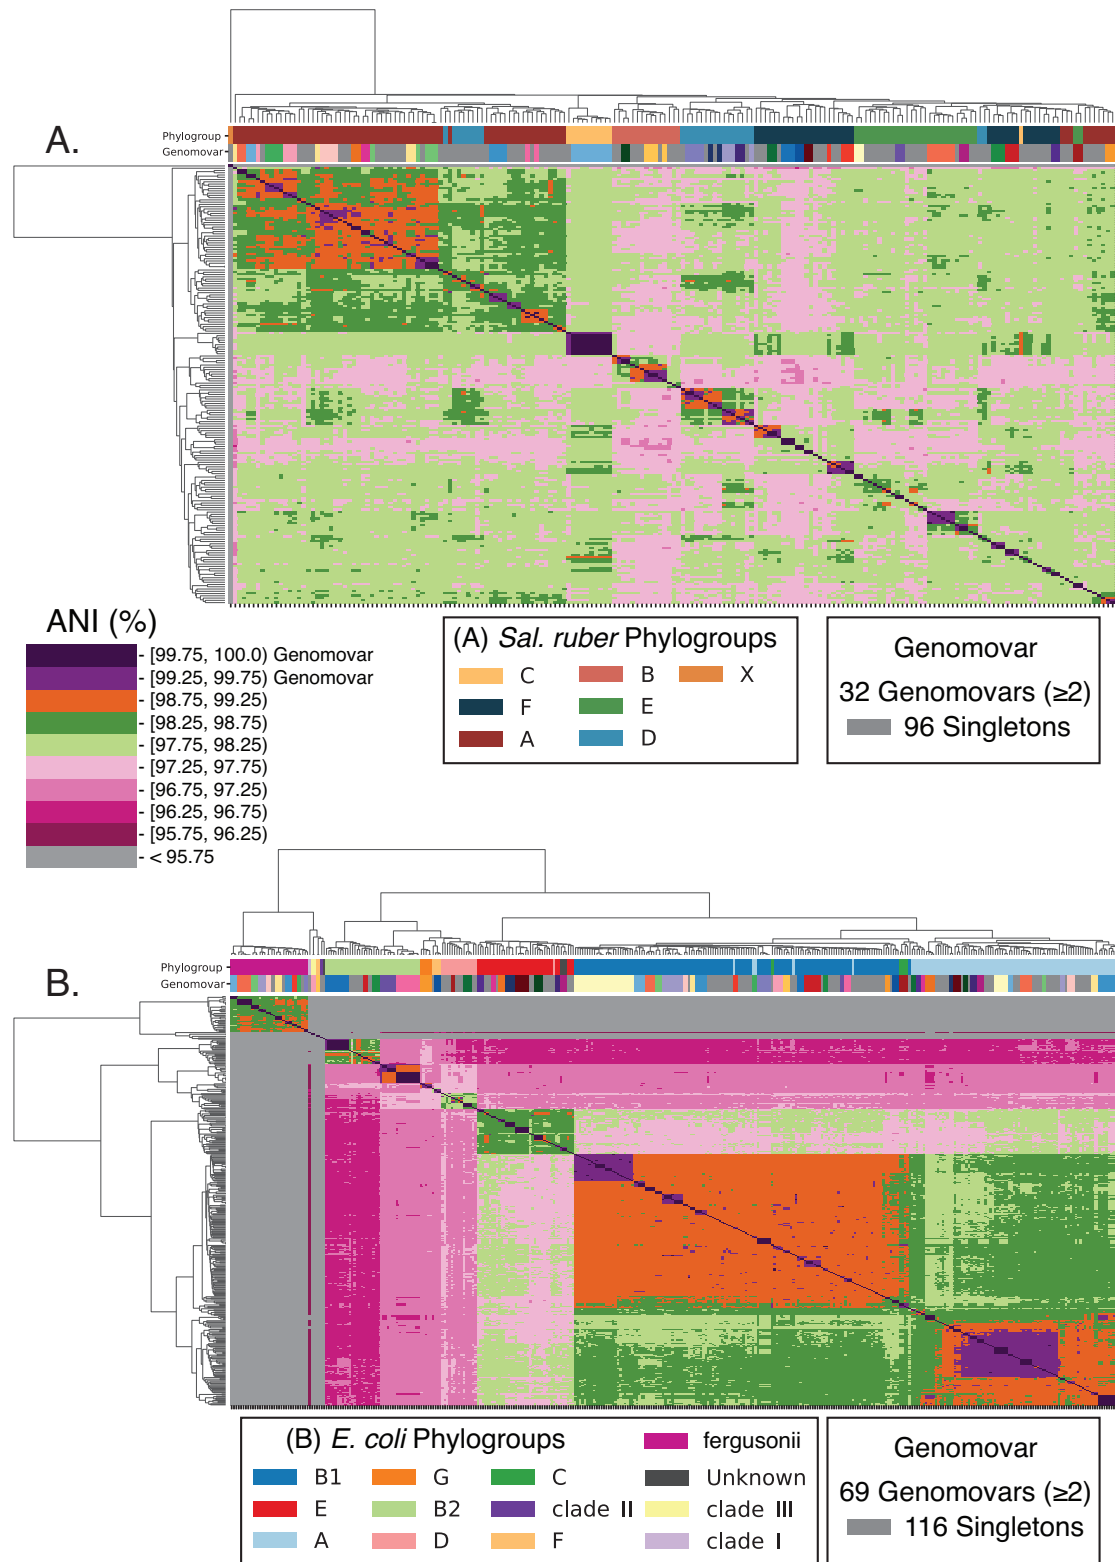 A.
Phylogroup
Genomovar
ANI (%)
[99.75, 100.0) Genomovar
[99.25, 99.75) Genomovar
[98.75, 99.25)
[98.25, 98.75)
[97.75, 98.25)
[97.25, 97.75)
[96.75, 97.25)
[96.25, 96.75)
[95.75, 96.25)
< 95.75
(A) Sal. ruber Phylogroups
C B X
F E
A D
Genomovar
32 Genomovars (≥2)
96 Singletons
B.
Phylogroup
Genomovar
(B) E. coli Phylogroups fergusonii
B1 G C Unknown
E B2 clade II clade III
A D F clade I
Genomovar
69 Genomovars (≥2)
116 Singletons